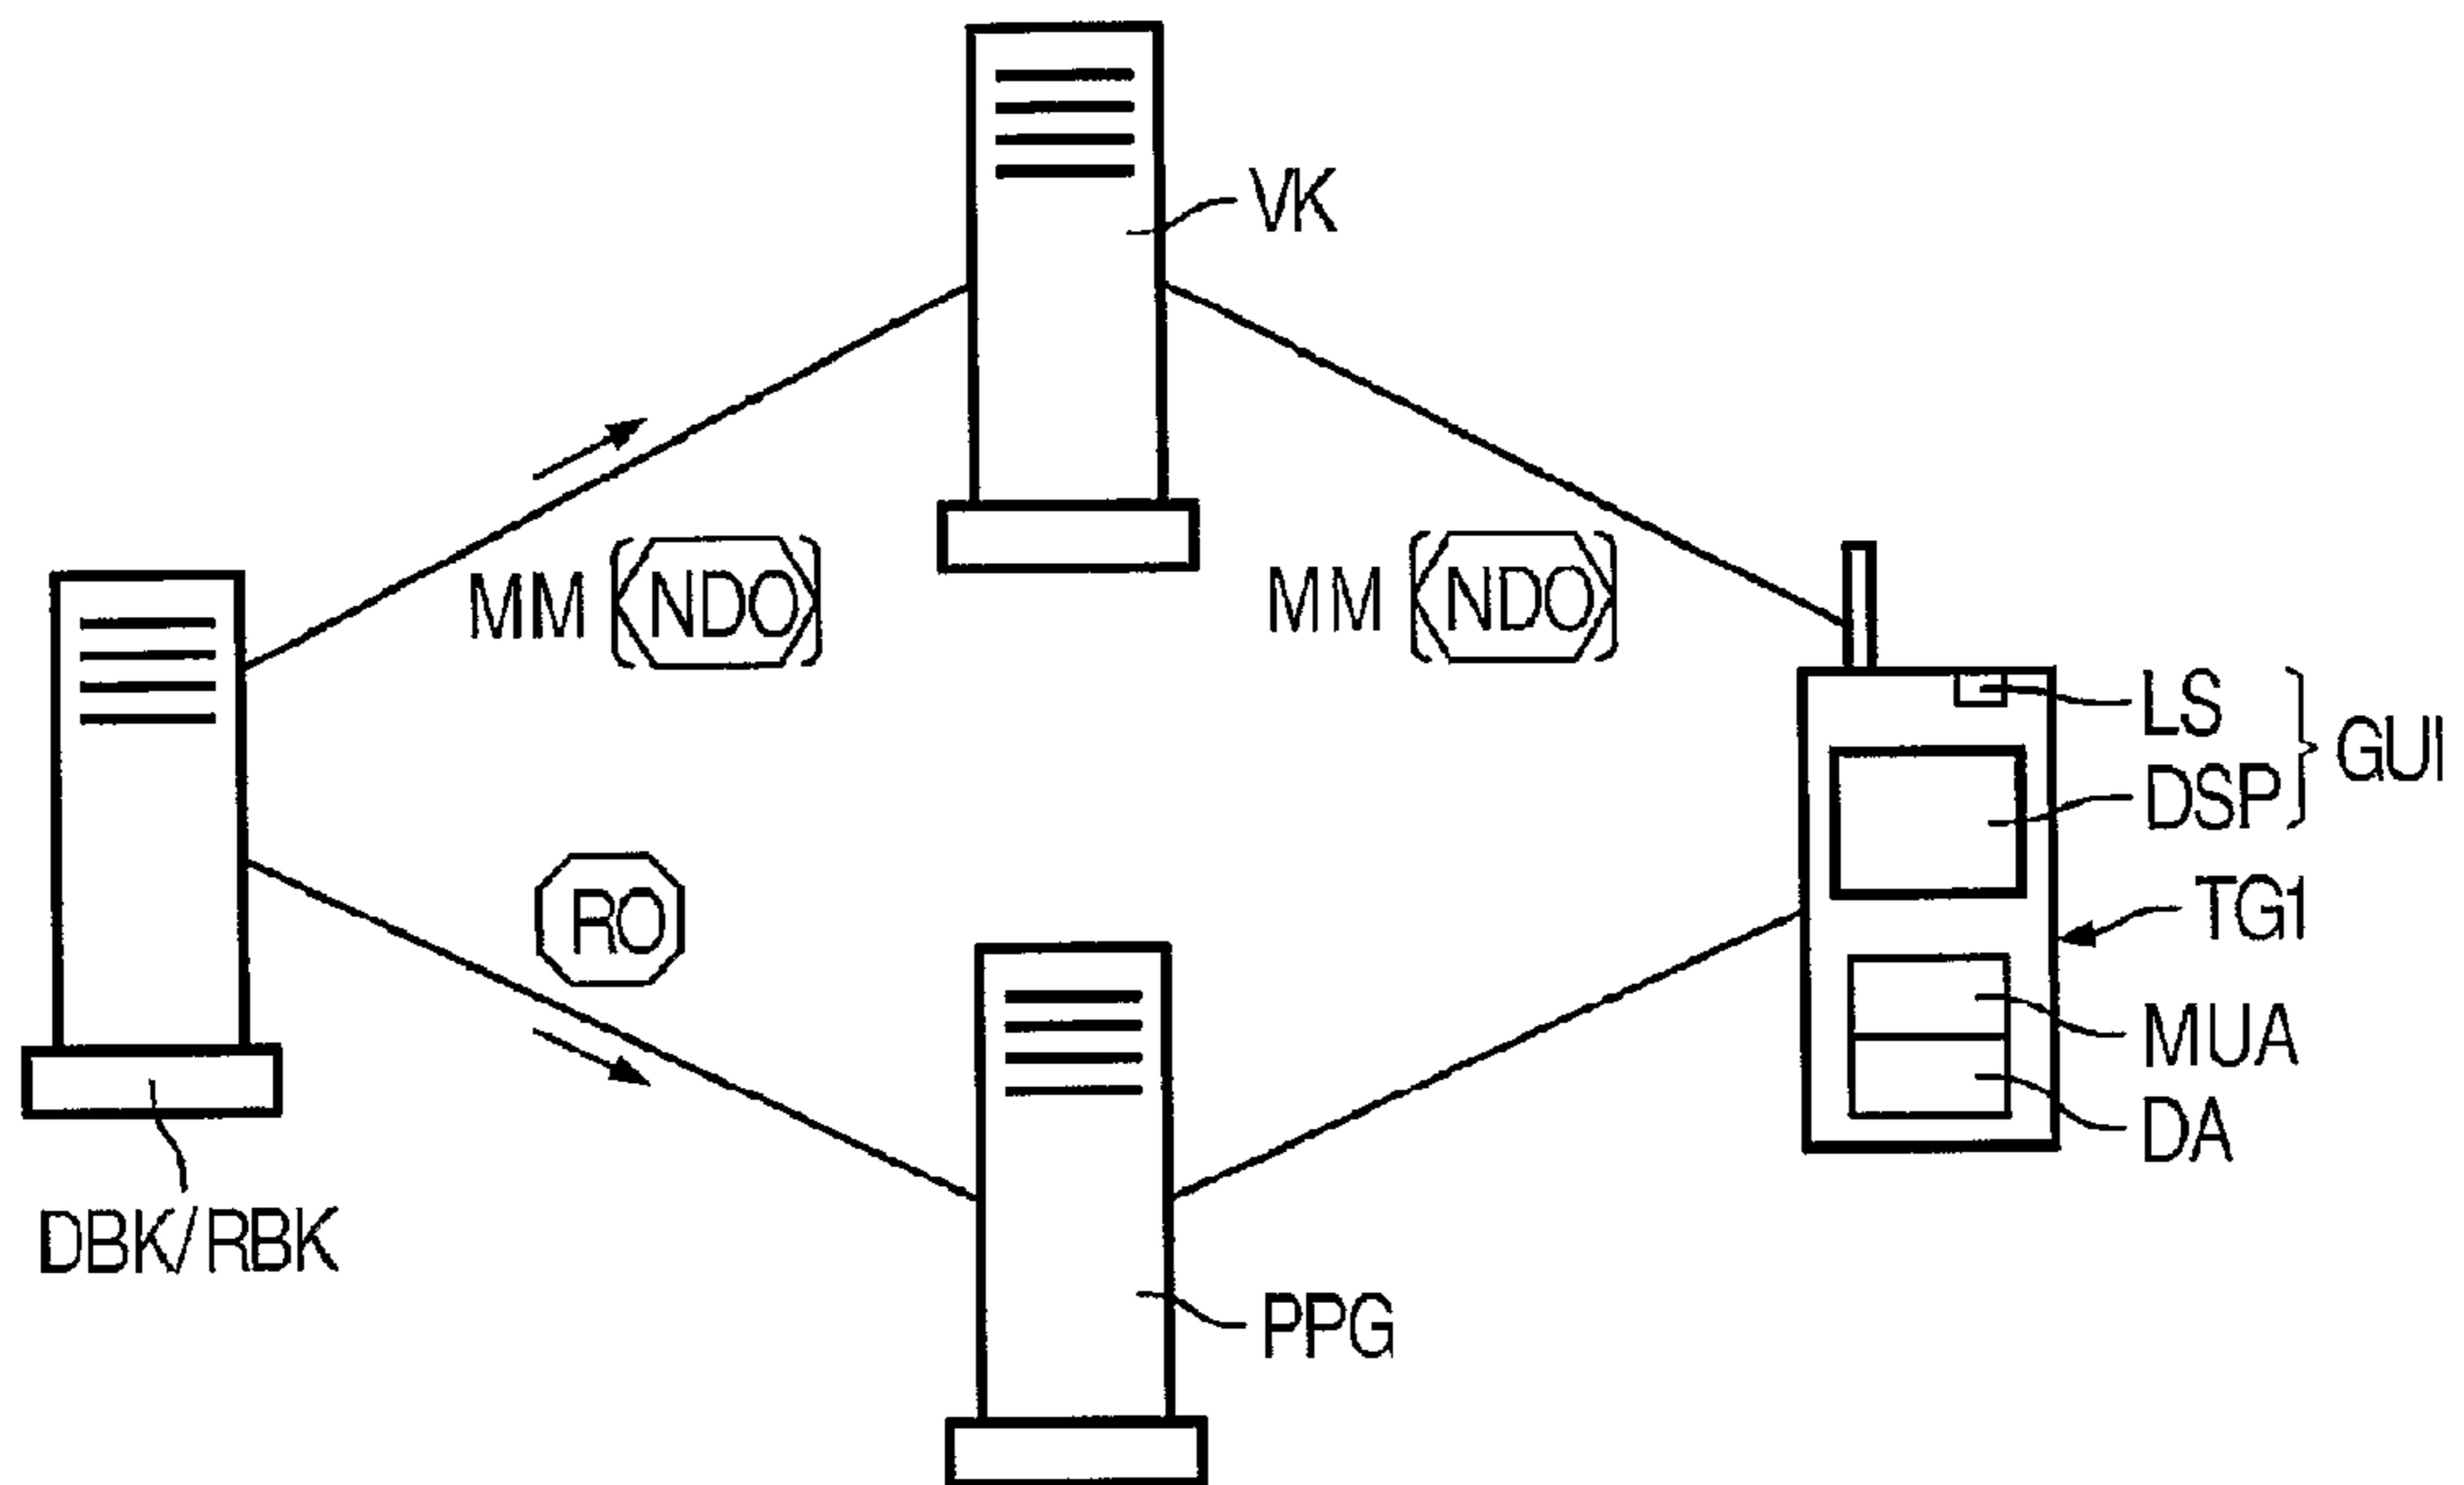 VK
MM [NDO]
MM [NDO]
LS
DSP
GUI
RO
TG1
MUA
DA
DBK/RBK
PPG